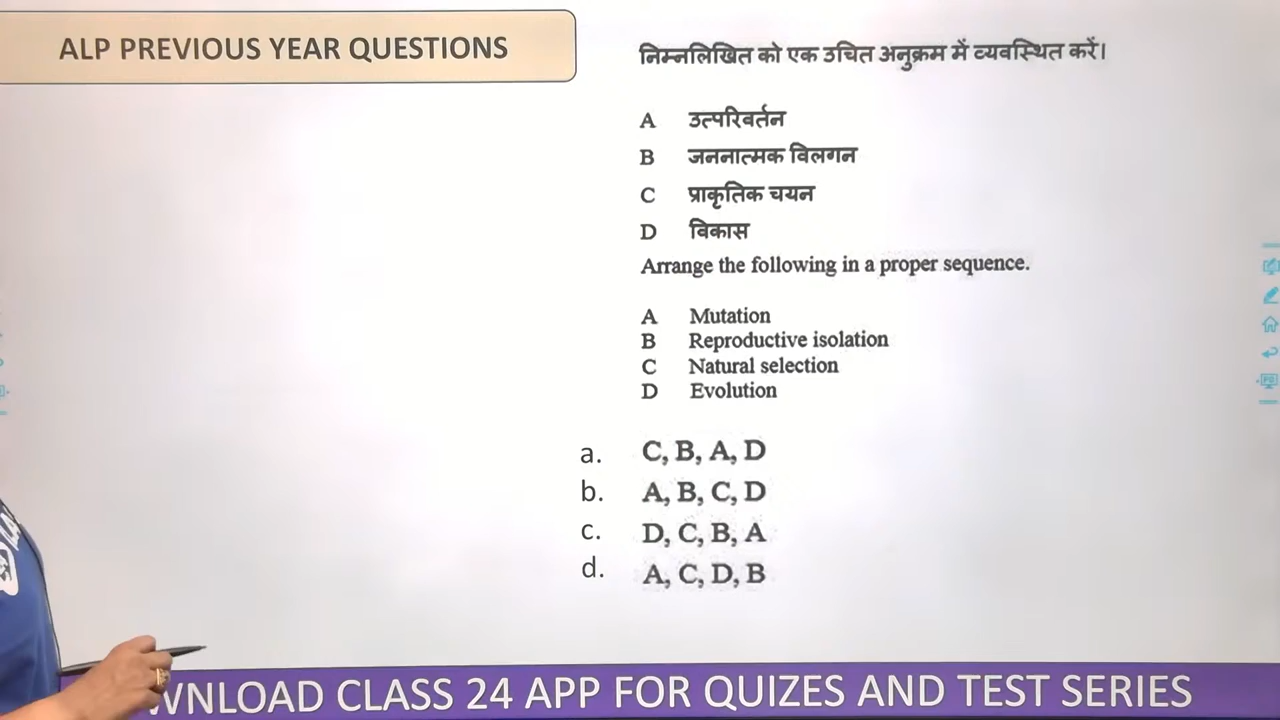 ALP PREVIOUS YEAR QUESTIONS
निम्नलिखित को एक उचित अनुक्रम में व्यवस्थित करें।
A उत्परिवर्तन
B जननात्मक विलगन
C प्राकृतिक चयन
D विकास
Arrange the following in a proper sequence.
A Mutation
B Reproductive isolation
C Natural selection
D Evolution
a. C, B, A, D
b. A, B, C, D
c. D, C, B, A
d. A, C, D, B
WNLOAD CLASS 24 APP FOR QUIZES AND TEST SERIES